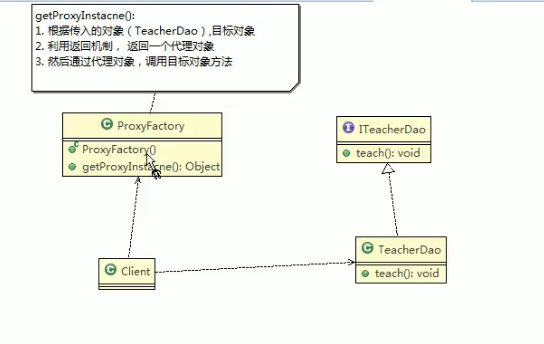 getProxyInstacne():
1. 根据传入的对象（TeacherDao）,目标对象
2. 利用返回机制， 返回一个代理对象
3. 然后通过代理对象，调用目标对象方法
ProxyFactory
ProxyFactory()
getProxyInstacne(): Object
ITeacherDao
teach(): void
Client
TeacherDao
teach(): void